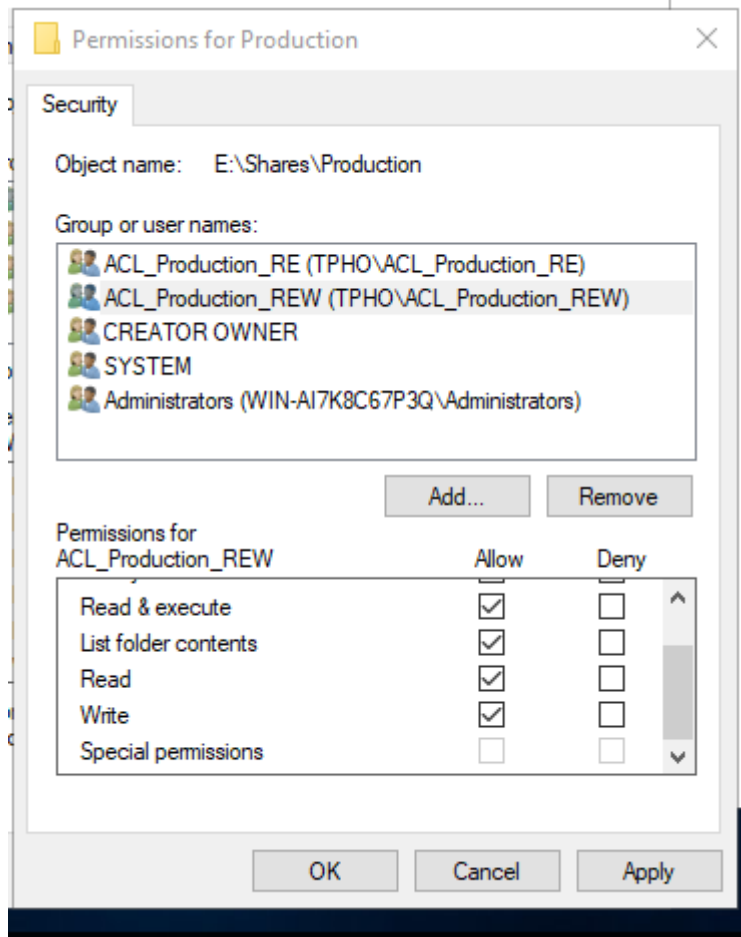 Permissions for Production
Security
Object name: E:\Shares\Production
Group or user names:
ACL_Production_RE (TPHO\ACL_Production_RE)
ACL_Production_REW (TPHO\ACL_Production_REW)
CREATOR OWNER
SYSTEM
Administrators (WIN-AI7K8C67P3Q\Administrators)
Add...
Remove
Permissions for
ACL_Production_REW Allow Deny
Read & execute
List folder contents
Read
Write
Special permissions
OK
Cancel
Apply